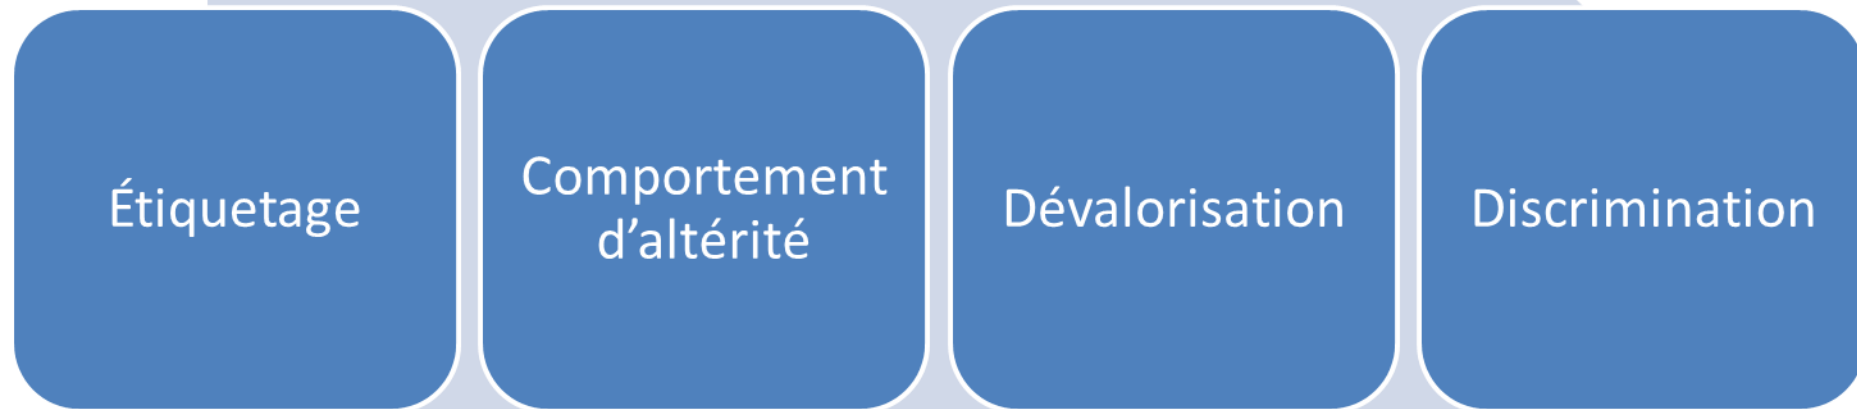 Étiquetage
Comportement
d’altérité
Dévalorisation
Discrimination